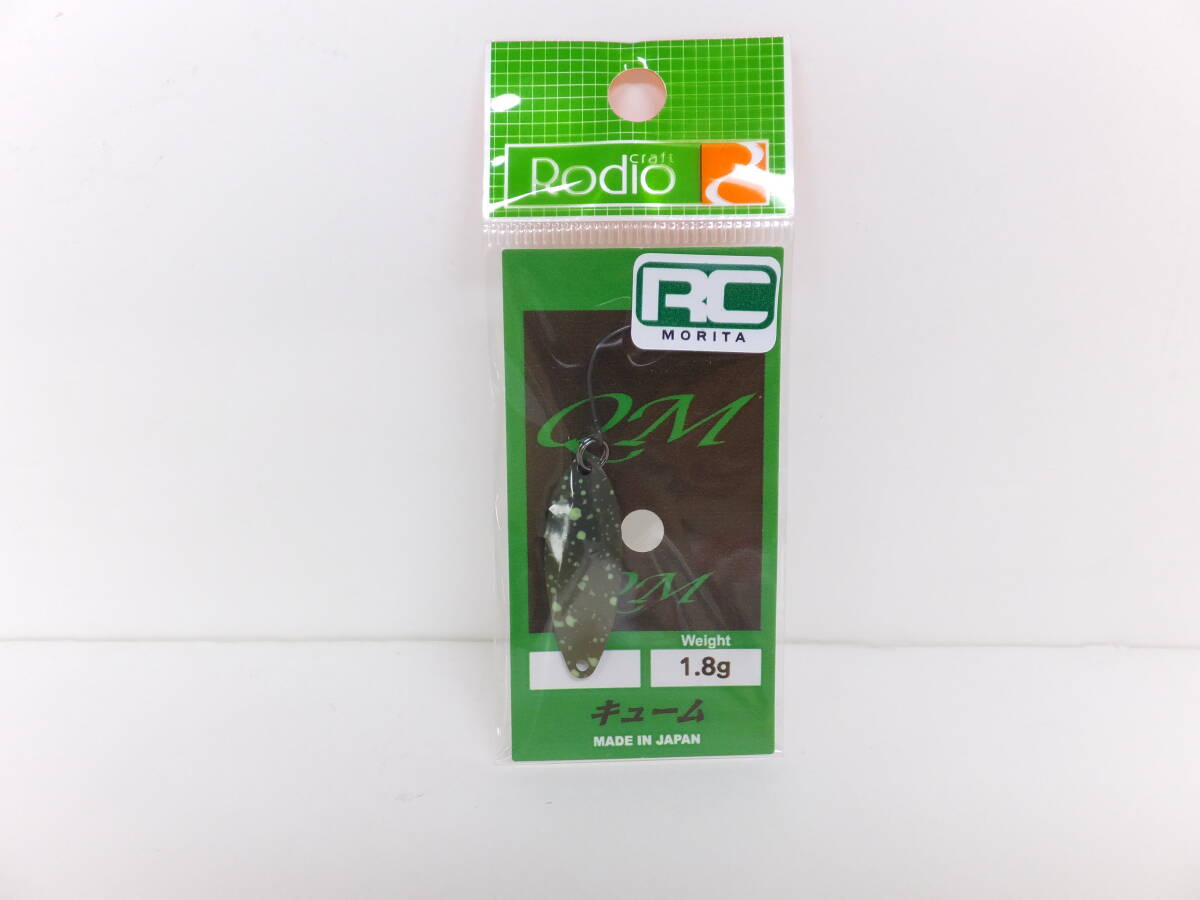 craft
Rodio
RC
MORITA
QM
QM
Weight
1.8g
キューム
MADE IN JAPAN